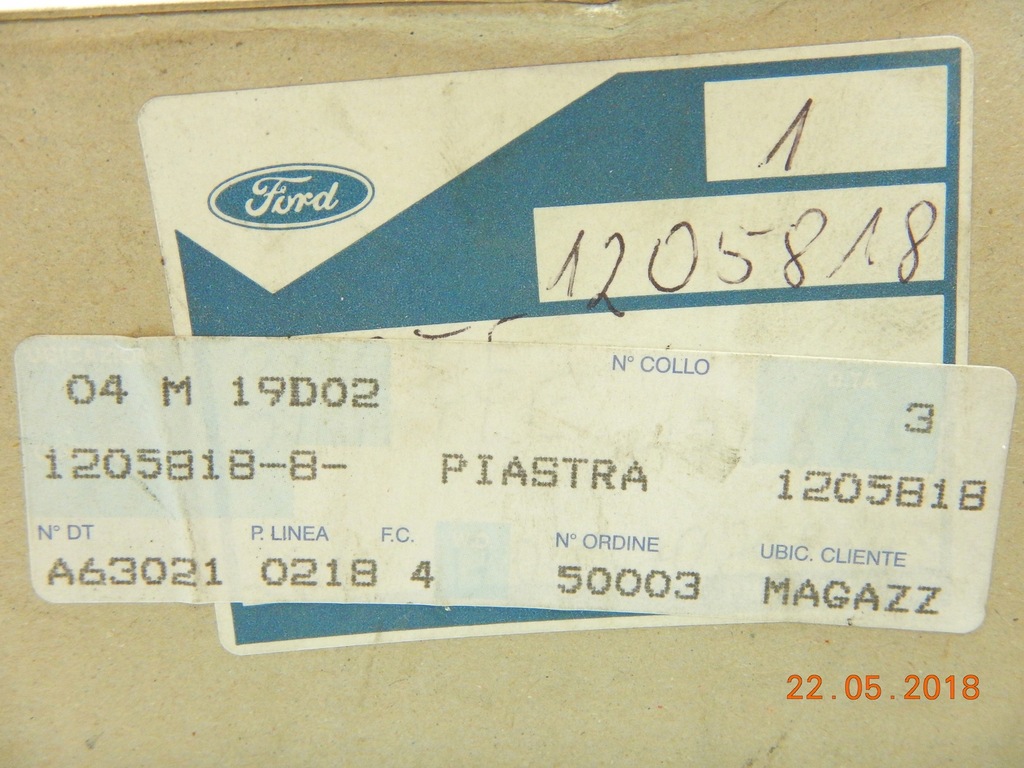 Ford
1
1205818
N° COLLO
04 M 19D02
3
1205818-8- PIASTRA 1205818
N° DT P. LINEA F.C. N° ORDINE UBIC. CLIENTE
A63021 0218 4 50003 MAGAZZ
22.05.2018